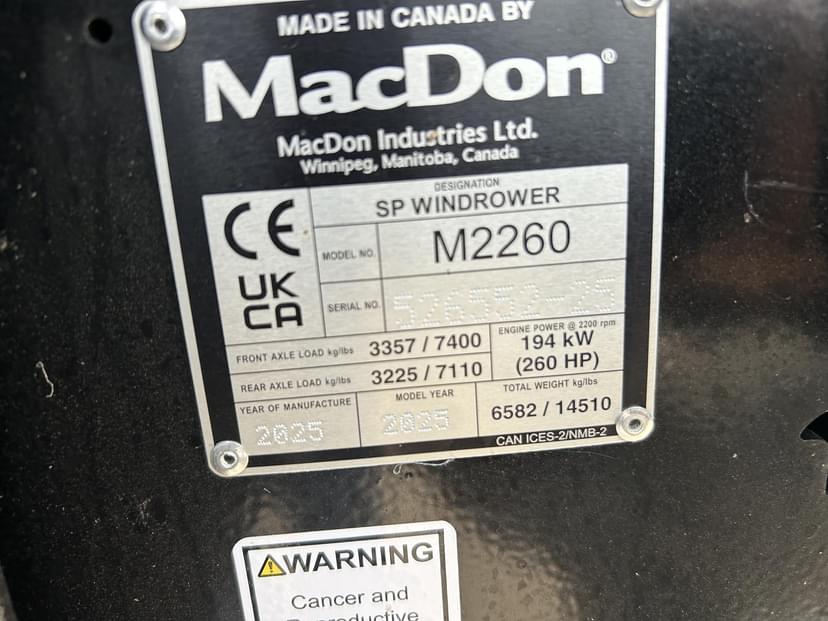 MADE IN CANADA BY
MacDon®
MacDon Industries Ltd.
Winnipeg, Manitoba, Canada
CE
UK
CA
DESIGNATION
SP WINDROWER
MODEL NO. M2260
SERIAL NO. 526552-25
FRONT AXLE LOAD kg/lbs 3357 / 7400
REAR AXLE LOAD kg/lbs 3225 / 7110
ENGINE POWER @ 2200 rpm
194 kW
(260 HP)
YEAR OF MANUFACTURE
2025
MODEL YEAR
2025
TOTAL WEIGHT kg/lbs
6582 / 14510
CAN ICES-2/NMB-2
WARNING
Cancer and
Reproductive